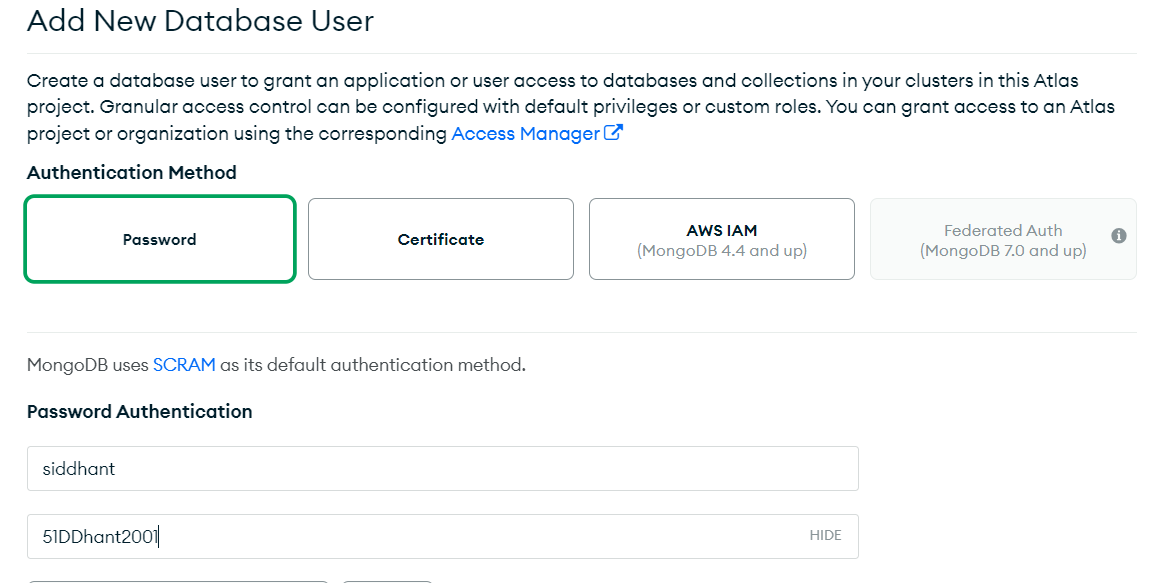 Add New Database User
Create a database user to grant an application or user access to databases and collections in your clusters in this Atlas
project. Granular access control can be configured with default privileges or custom roles. You can grant access to an Atlas
project or organization using the corresponding Access Manager
Authentication Method
Password
Certificate
AWS IAM
(MongoDB 4.4 and up)
Federated Auth
(MongoDB 7.0 and up)
MongoDB uses SCRAM as its default authentication method.
Password Authentication
siddhant
51DDhant2001
HIDE